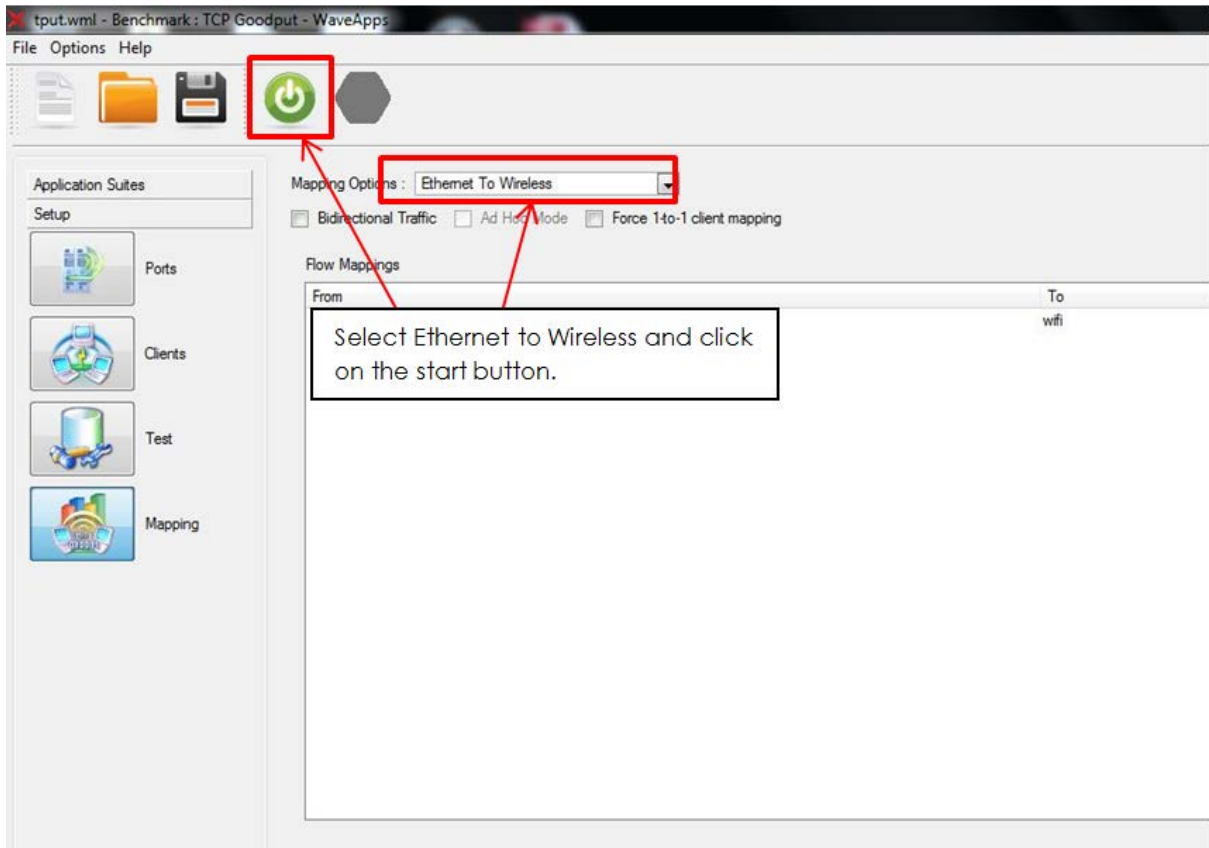 tput.wml - Benchmark : TCP Goodput - WaveApps
File Options Help
Application Suites
Setup
Ports
Clients
Test
Mapping
Mapping Options : Ethernet To Wireless
Bidirectional Traffic Ad Hoc Mode Force 1-to-1 client mapping
Flow Mappings
From To
wifi
Select Ethernet to Wireless and click
on the start button.